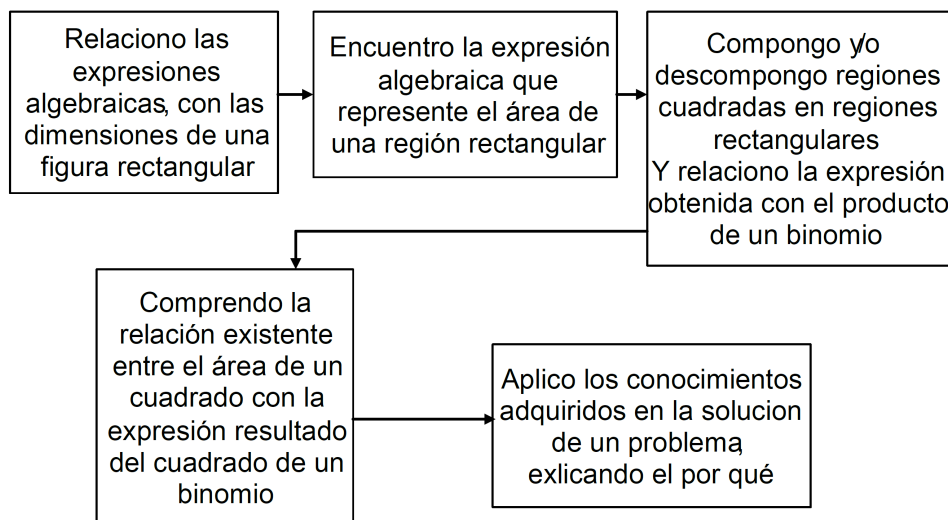 Relaciono las
expresiones
algebraicas, con las
dimensiones de una
figura rectangular
Encuentro la expresión
algebraica que
represente el área de
una región rectangular
Compongo y/o
descompongo regiones
cuadradas en regiones
rectangulares
Y relaciono la expresión
obtenida con el producto
de un binomio
Comprendo la
relación existente
entre el área de un
cuadrado con la
expresión resultado
del cuadrado de un
binomio
Aplico los conocimientos
adquiridos en la solucion
de un problema,
exlicando el por qué